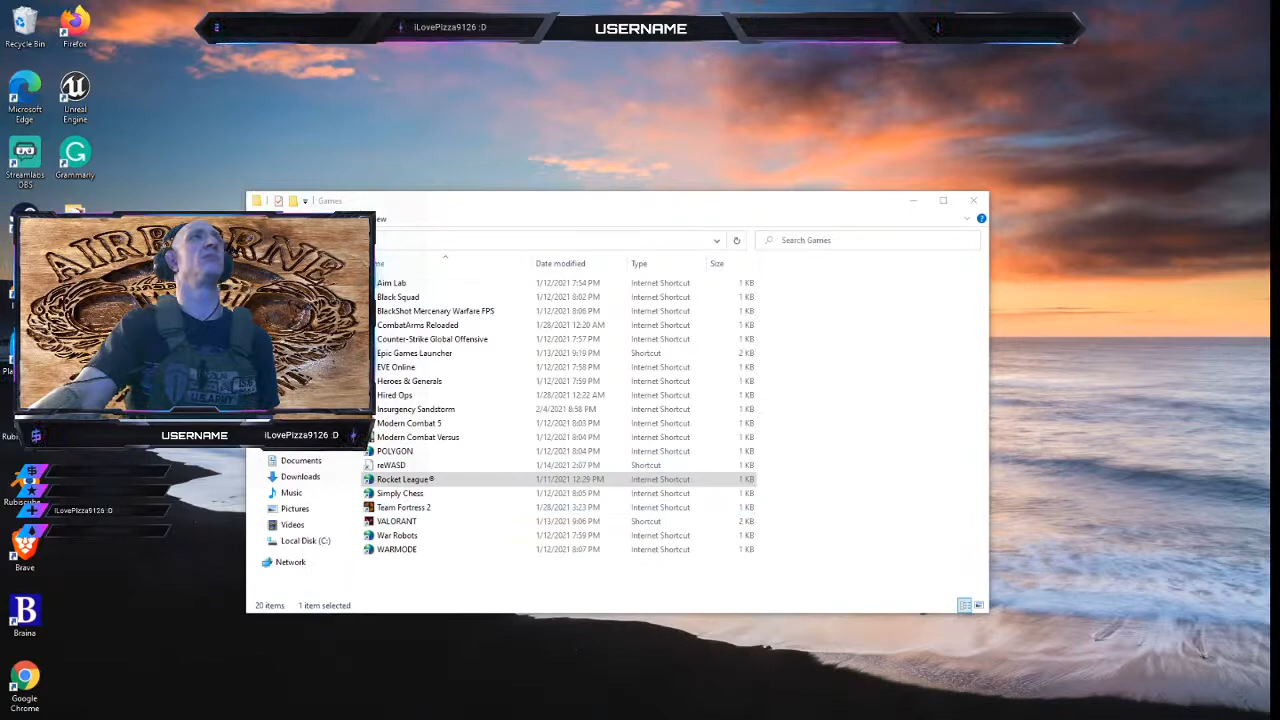 iLovePizza9126 :D
USERNAME
Recycle Bin
Firefox
Microsoft Edge
Unreal Engine
Streamlabs OBS
Grammarly
Games
Search Games
Date modified
Type
Size
Aim Lab 1/12/2021 7:54 PM Internet Shortcut 1 KB
Black Squad 1/12/2021 8:02 PM Internet Shortcut 1 KB
BlackShot Mercenary Warfare FPS 1/12/2021 8:06 PM Internet Shortcut 1 KB
CombatArms Reloaded 1/28/2021 12:20 AM Internet Shortcut 1 KB
Counter-Strike Global Offensive 1/12/2021 7:57 PM Internet Shortcut 1 KB
Epic Games Launcher 1/13/2021 9:19 PM Shortcut 2 KB
EVE Online 1/12/2021 7:58 PM Internet Shortcut 1 KB
Heroes & Generals 1/12/2021 7:59 PM Internet Shortcut 1 KB
Hired Ops 1/28/2021 12:22 AM Internet Shortcut 1 KB
Insurgency Sandstorm 2/4/2021 8:58 PM Internet Shortcut 1 KB
Modern Combat 5 1/12/2021 8:03 PM Internet Shortcut 1 KB
Modern Combat Versus 1/12/2021 8:04 PM Internet Shortcut 1 KB
POLYGON 1/12/2021 8:04 PM Internet Shortcut 1 KB
reWASD 1/14/2021 2:07 PM Shortcut 1 KB
Rocket League® 1/11/2021 12:29 PM Internet Shortcut 1 KB
Simply Chess 1/12/2021 8:05 PM Internet Shortcut 1 KB
Team Fortress 2 1/28/2021 3:23 PM Internet Shortcut 1 KB
VALORANT 1/13/2021 9:06 PM Shortcut 2 KB
War Robots 1/12/2021 7:59 PM Internet Shortcut 1 KB
WARMODE 1/12/2021 8:07 PM Internet Shortcut 1 KB
AIRBORNE
U.S. ARMY
USERNAME
iLovePizza9126 :D
Documents
Downloads
Music
Pictures
Videos
Local Disk (C:)
Network
20 items
1 item selected
iLovePizza9126 :D
Brave
Braina
Google Chrome